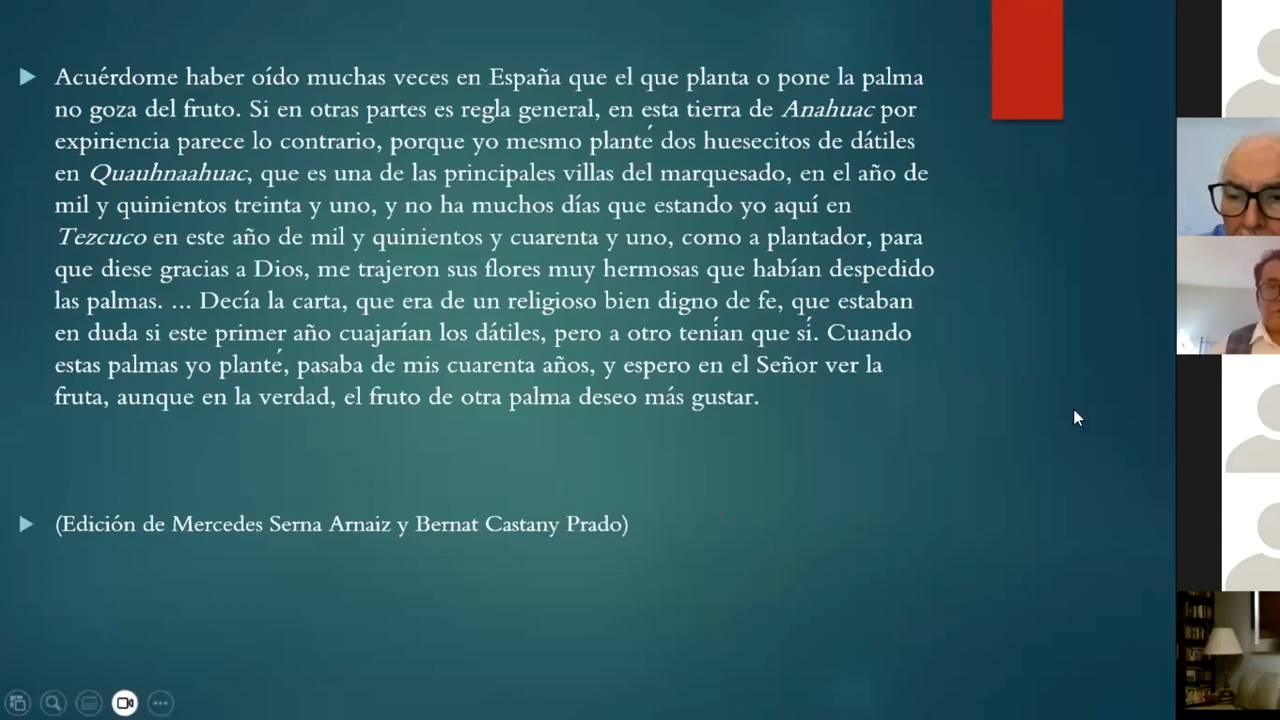 Acuérdome haber oído muchas veces en España que el que planta o pone la palma
no goza del fruto. Si en otras partes es regla general, en esta tierra de Anahuac por
expiriencia parece lo contrario, porque yo mesmo planté dos huesecitos de dátiles
en Quauhnaahuac, que es una de las principales villas del marquesado, en el año de
mil y quinientos treinta y uno, y no ha muchos días que estando yo aquí en
Tezcuco en este año de mil y quinientos y cuarenta y uno, como a plantador, para
que diese gracias a Dios, me trajeron sus flores muy hermosas que habían despedido
las palmas. ... Decía la carta, que era de un religioso bien digno de fe, que estaban
en duda si este primer año cuajarían los dátiles, pero a otro tenían que sí. Cuando
estas palmas yo planté, pasaba de mis cuarenta años, y espero en el Señor ver la
fruta, aunque en la verdad, el fruto de otra palma deseo más gustar.
(Edición de Mercedes Serna Arnaiz y Bernat Castany Prado)